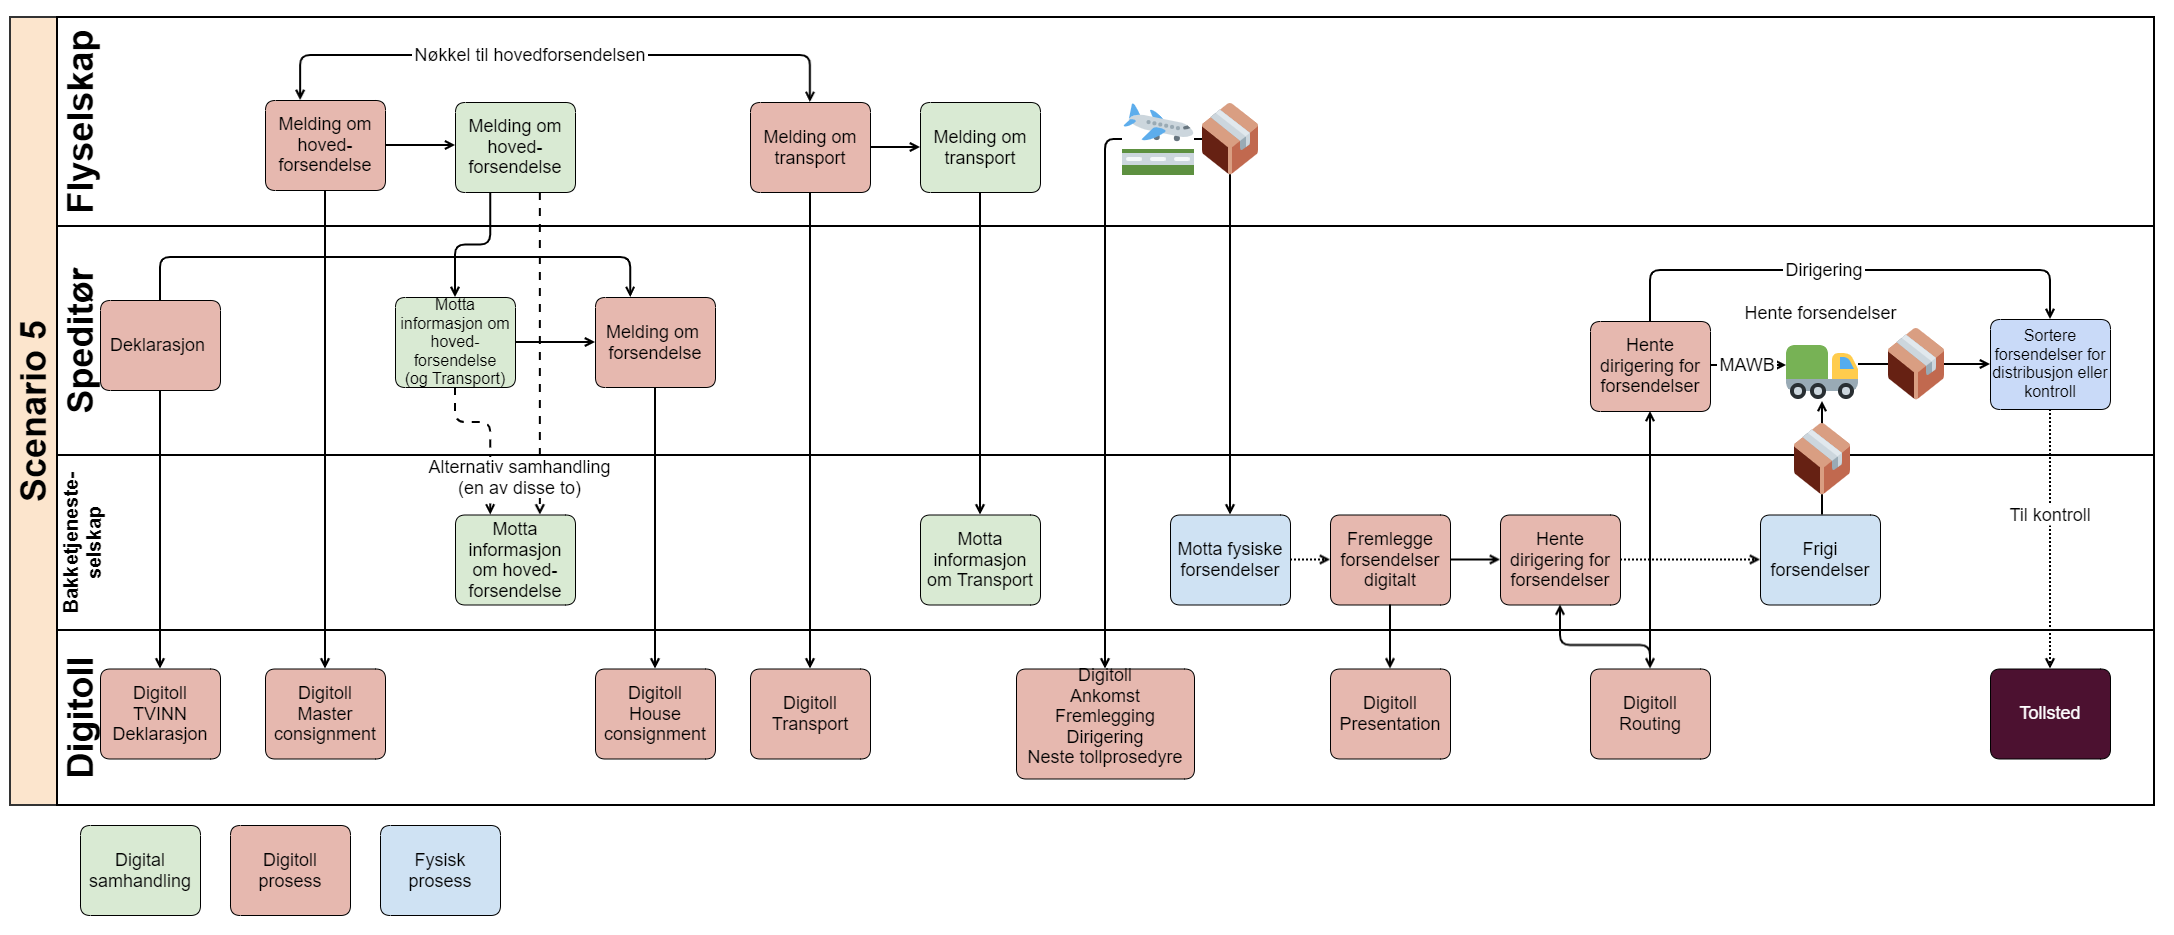 Scenario 5
Flyselskap
Nøkkel til hovedforsendelsen
Melding om
hoved-
forsendelse
Melding om
hoved-
forsendelse
Melding om
transport
Melding om
transport
Speditør
Deklarasjon
Motta
informasjon om
hoved-
forsendelse
(og Transport)
Melding om
forsendelse
Hente
dirigering for
forsendelser
Dirigering
Hente forsendelser
MAWB
Sortere
forsendelser for
distribusjon eller
kontroll
Bakketjeneste-
selskap
Alternativ samhandling
(en av disse to)
Motta
informasjon
om hoved-
forsendelse
Motta
informasjon
om Transport
Motta fysiske
forsendelser
Fremlegge
forsendelser
digitalt
Hente
dirigering for
forsendelser
Frigi
forsendelser
Til kontroll
Digitoll
Digitoll
TVINN
Deklarasjon
Digitoll
Master
consignment
Digitoll
House
consignment
Digitoll
Transport
Digitoll
Ankomst
Fremlegging
Dirigering
Neste tollprosedyre
Digitoll
Presentation
Digitoll
Routing
Tollsted
Digital
samhandling
Digitoll
prosess
Fysisk
prosess